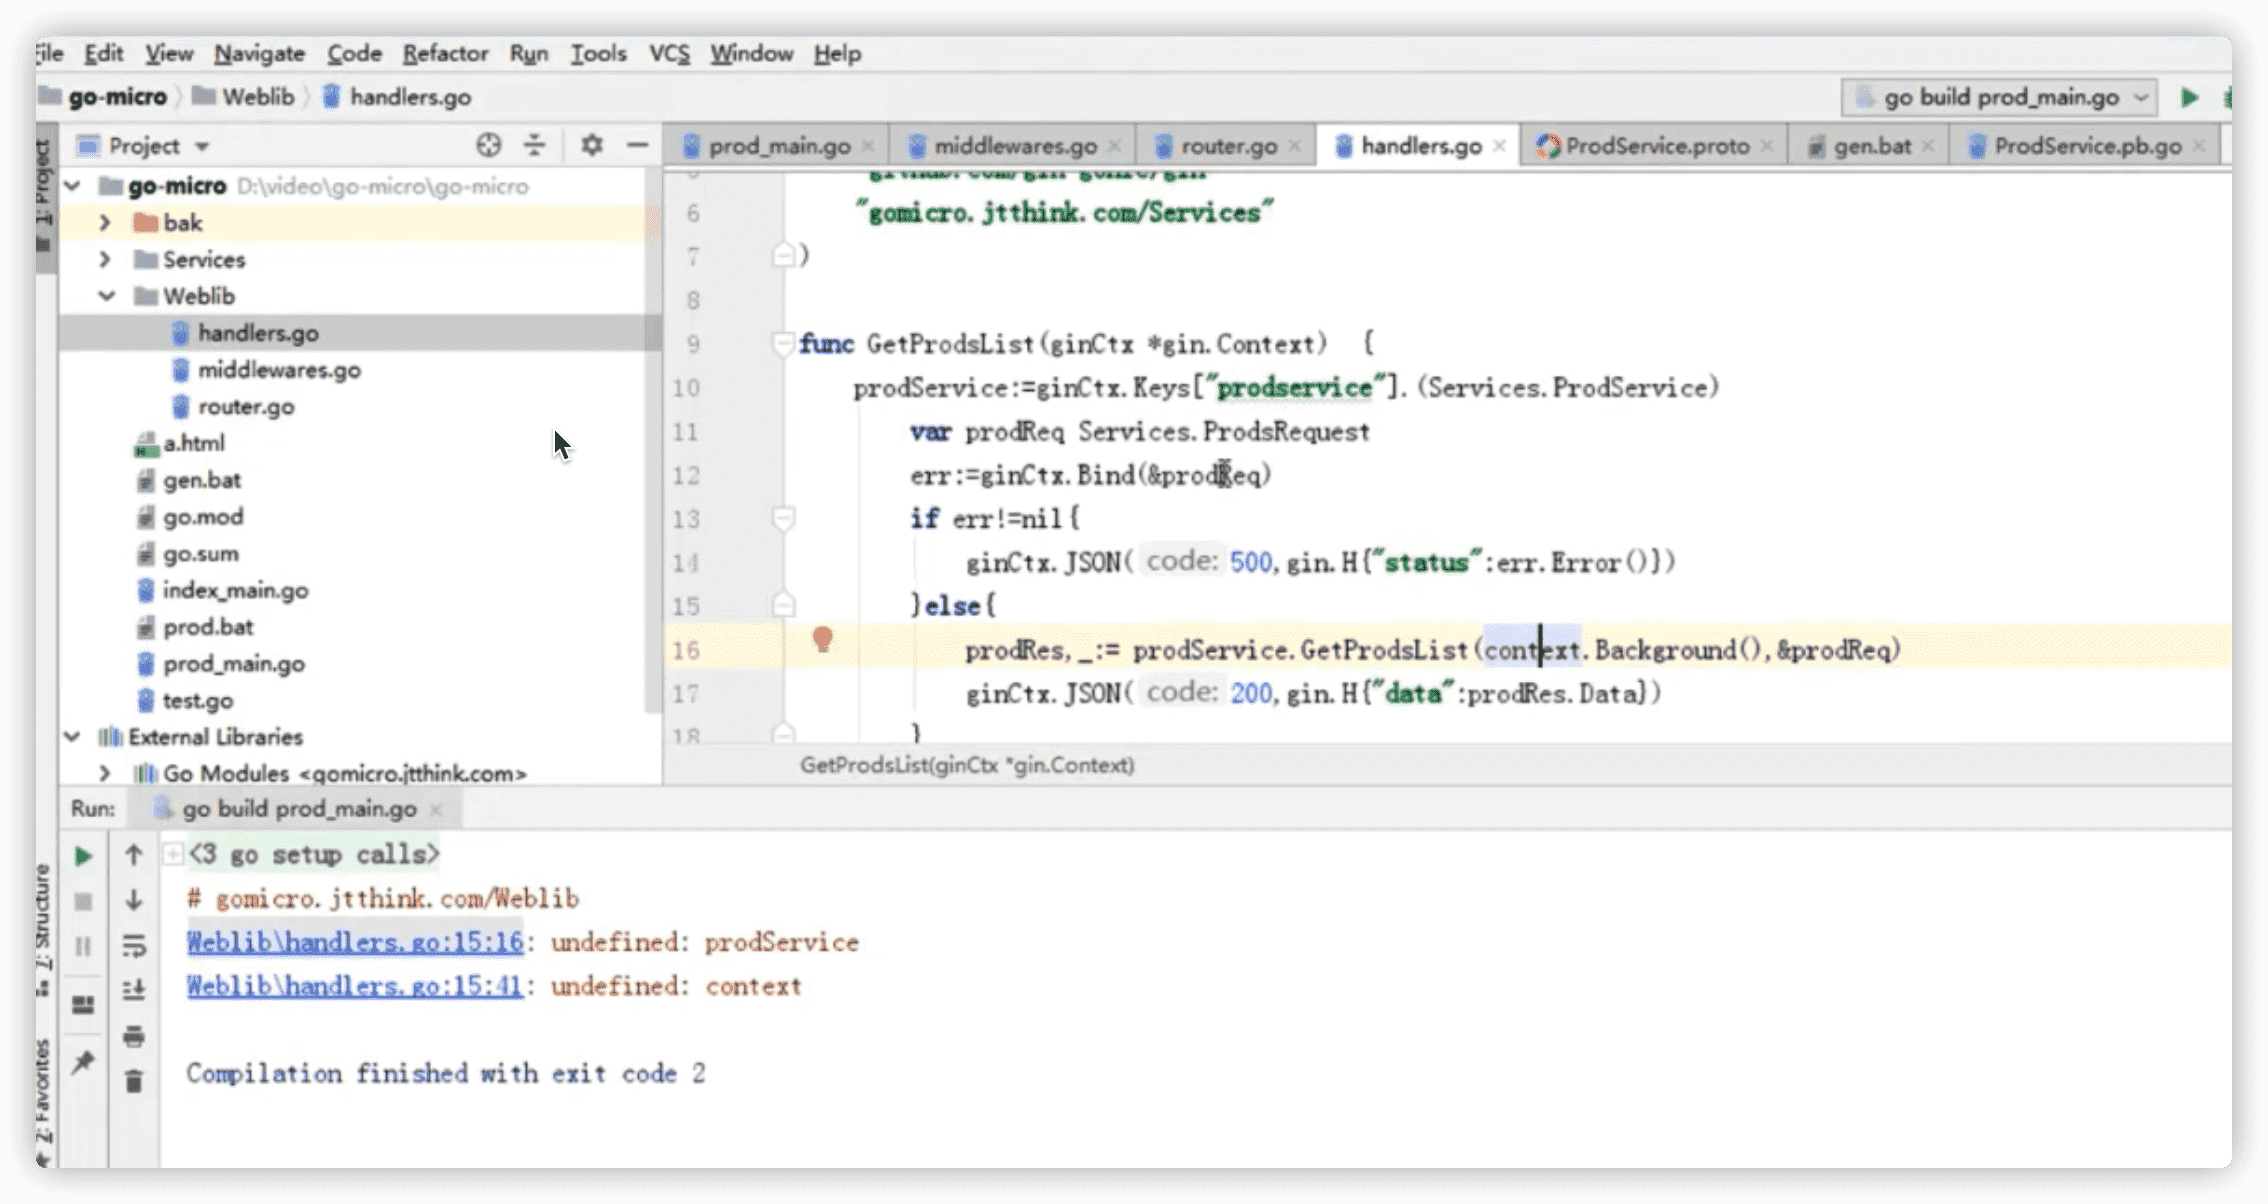 File Edit View Navigate Code Refactor Run Tools VCS Window Help
go-micro Weblib handlers.go go build prod_main.go
1: Project
Project
prod_main.go middlewares.go router.go handlers.go ProdService.proto gen.bat ProdService.pb.go
go-micro D:\video\go-micro\go-micro
bak
Services
Weblib
handlers.go
middlewares.go
router.go
a.html
gen.bat
go.mod
go.sum
index_main.go
prod.bat
prod_main.go
test.go
External Libraries
Go Modules <gomicro.jtthink.com>
"github.com/gin-gonic/gin"
6 "gomicro.jtthink.com/Services"
7 )
8
9 func GetProdsList(ginCtx *gin.Context) {
10 prodService:=ginCtx.Keys["prodservice"].(Services.ProdService)
11 var prodReq Services.ProdsRequest
12 err:=ginCtx.Bind(&prodReq)
13 if err!=nil{
14 ginCtx.JSON( code: 500,gin.H{"status":err.Error()})
15 }else{
16 prodRes,_:= prodService.GetProdsList(context.Background(),&prodReq)
17 ginCtx.JSON( code: 200,gin.H{"data":prodRes.Data})
18 }
GetProdsList(ginCtx *gin.Context)
Run: go build prod_main.go
<3 go setup calls>
# gomicro.jtthink.com/Weblib
Weblib\handlers.go:15:16: undefined: prodService
Weblib\handlers.go:15:41: undefined: context
Compilation finished with exit code 2
7: Structure
2: Favorites